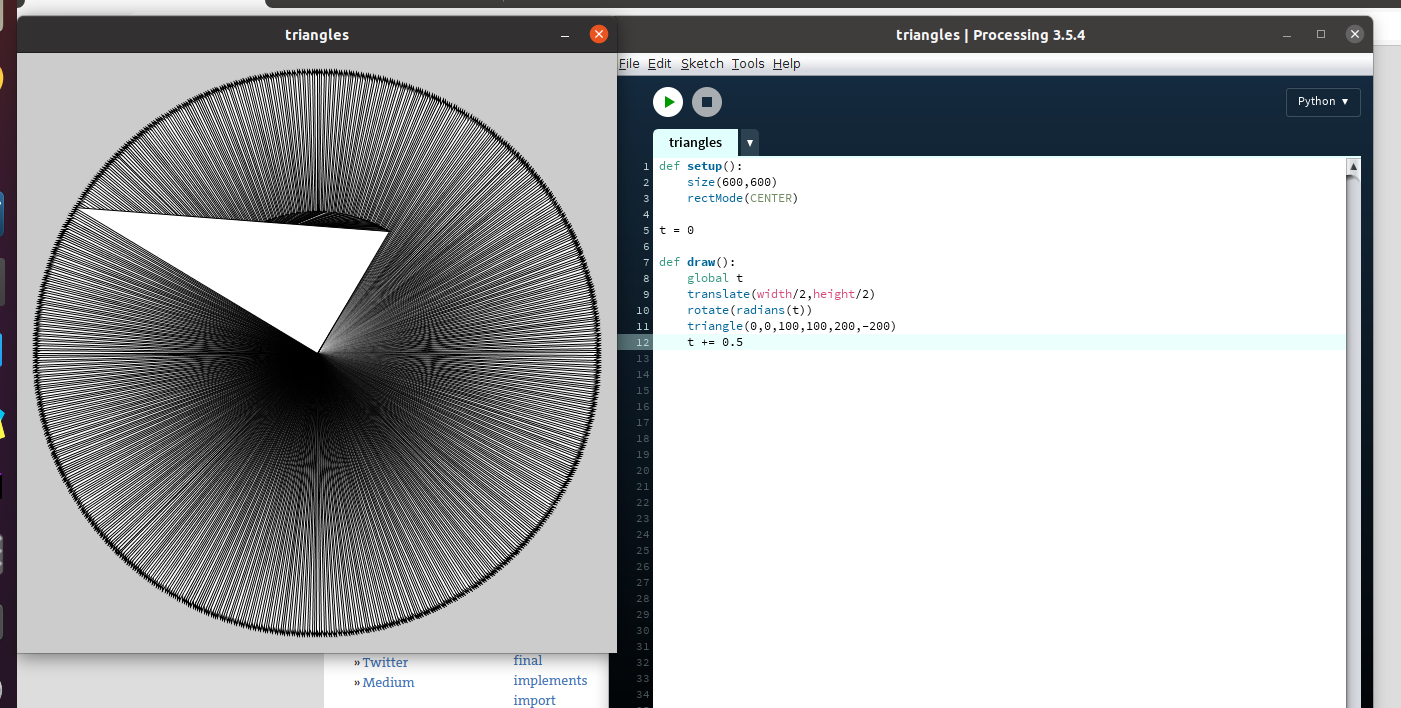 triangles
triangles | Processing 3.5.4
File Edit Sketch Tools Help
Python ▼
triangles ▼
1 def setup():
2     size(600,600)
3     rectMode(CENTER)
4
5 t = 0
6
7 def draw():
8     global t
9     translate(width/2,height/2)
10     rotate(radians(t))
11     triangle(0,0,100,100,200,-200)
12     t += 0.5
13
14
15
16
17
18
19
20
21
22
23
24
25
26
27
28
29
30
31
32
33
34
» Twitter
» Medium
final
implements
import